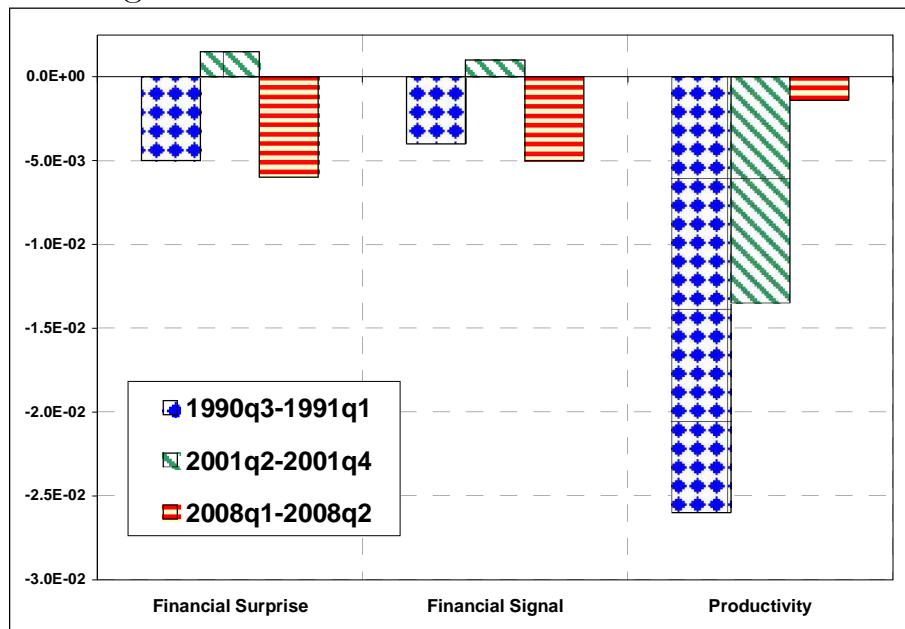 0.0E+00
-5.0E-03
-1.0E-02
-1.5E-02
-2.0E-02
-2.5E-02
-3.0E-02
1990q3-1991q1
2001q2-2001q4
2008q1-2008q2
Financial Surprise Financial Signal Productivity